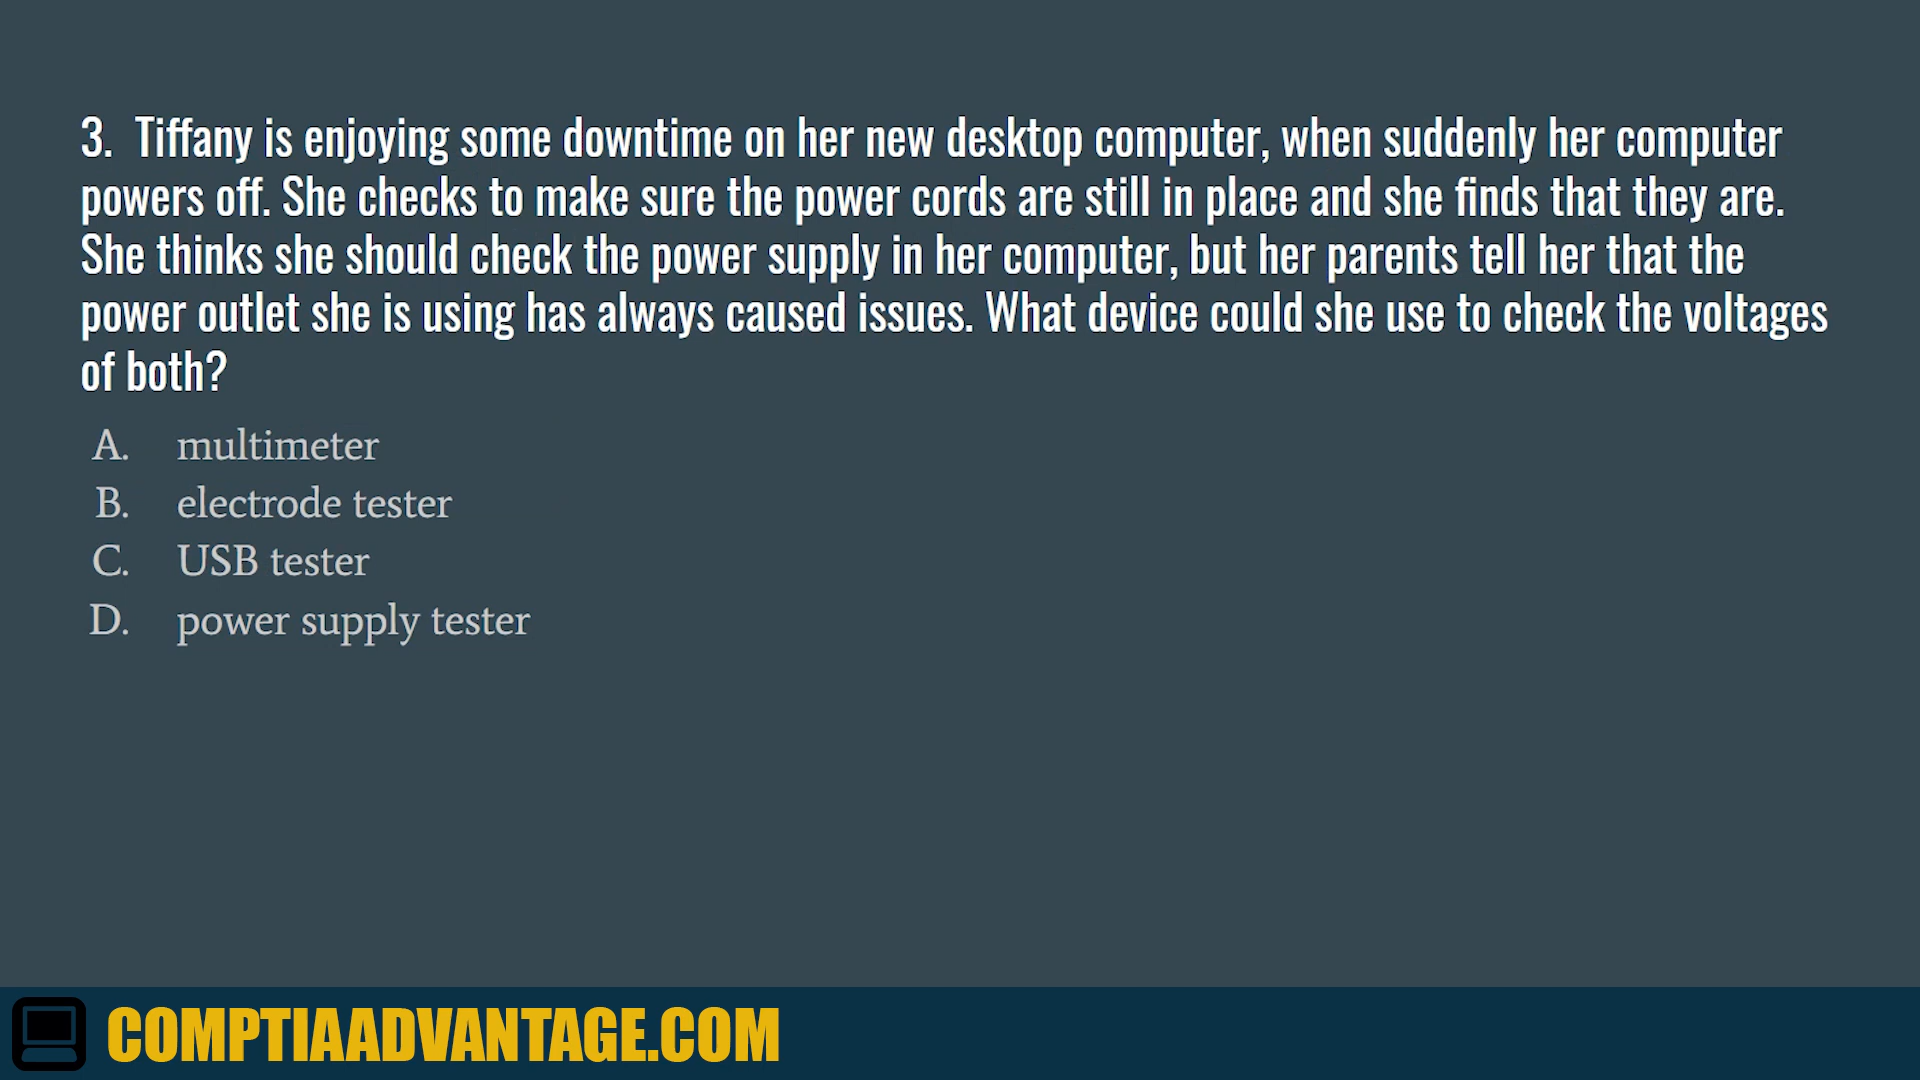 3. Tiffany is enjoying some downtime on her new desktop computer, when suddenly her computer
powers off. She checks to make sure the power cords are still in place and she finds that they are.
She thinks she should check the power supply in her computer, but her parents tell her that the
power outlet she is using has always caused issues. What device could she use to check the voltages
of both?
A. multimeter
B. electrode tester
C. USB tester
D. power supply tester
COMPTIAADVANTAGE.COM